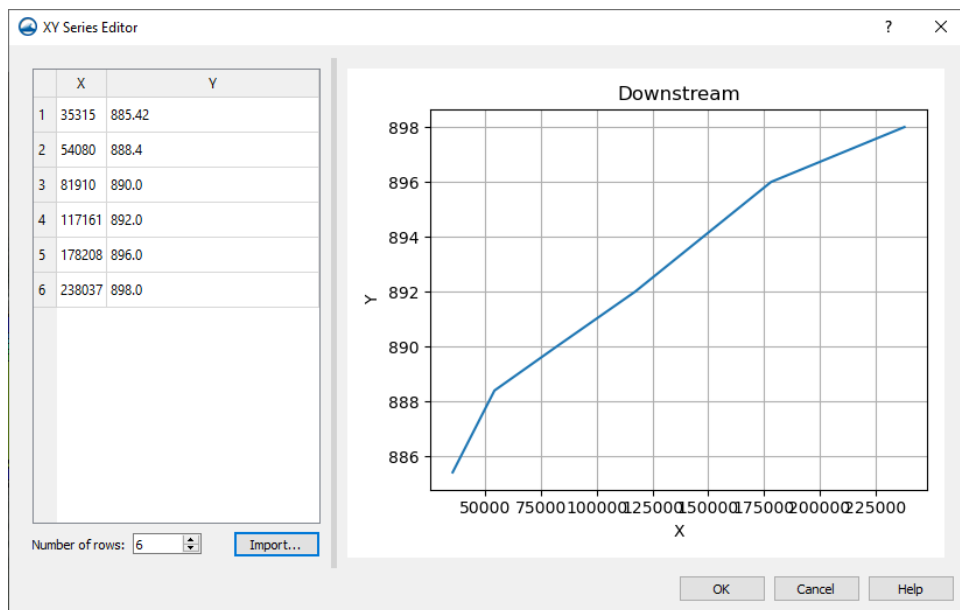 XY Series Editor ?
X Y
1 35315 885.42
2 54080 888.4
3 81910 890.0
4 117161 892.0
5 178208 896.0
6 238037 898.0
Number of rows: 6 Import...
Downstream
898
896
894
892
890
888
886
Y
50000 75000 100000 125000 150000 175000 200000 225000
X
OK Cancel Help